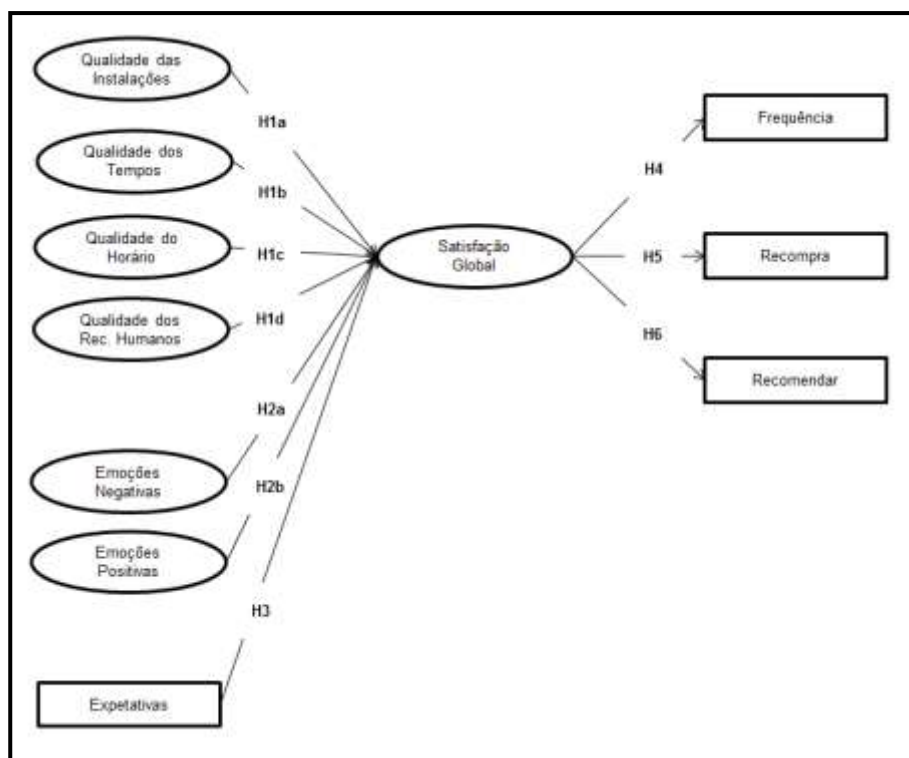 Qualidade das
Instalações
H1a
Qualidade dos
Tempos
H1b
Qualidade do
Horário
H1c
Qualidade dos
Rec. Humanos
H1d
Emoções
Negativas
H2a
Emoções
Positivas
H2b
H3
Expetativas
Satisfação
Global
H4
H5
H6
Frequência
Recompra
Recomendar